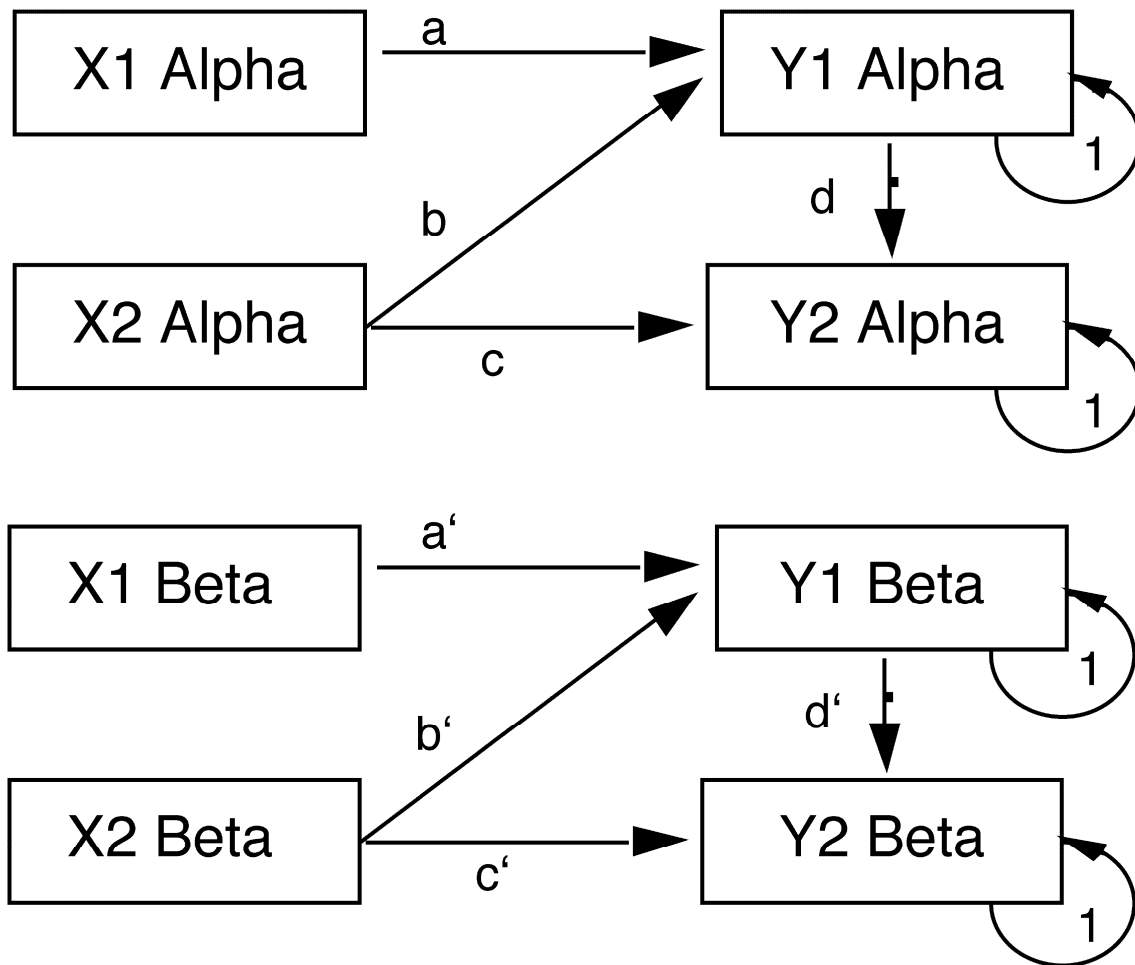 a
X1 Alpha
Y1 Alpha
1
b
d
X2 Alpha
Y2 Alpha
c
1
a‘
X1 Beta
Y1 Beta
1
b‘
d‘
X2 Beta
Y2 Beta
c‘
1